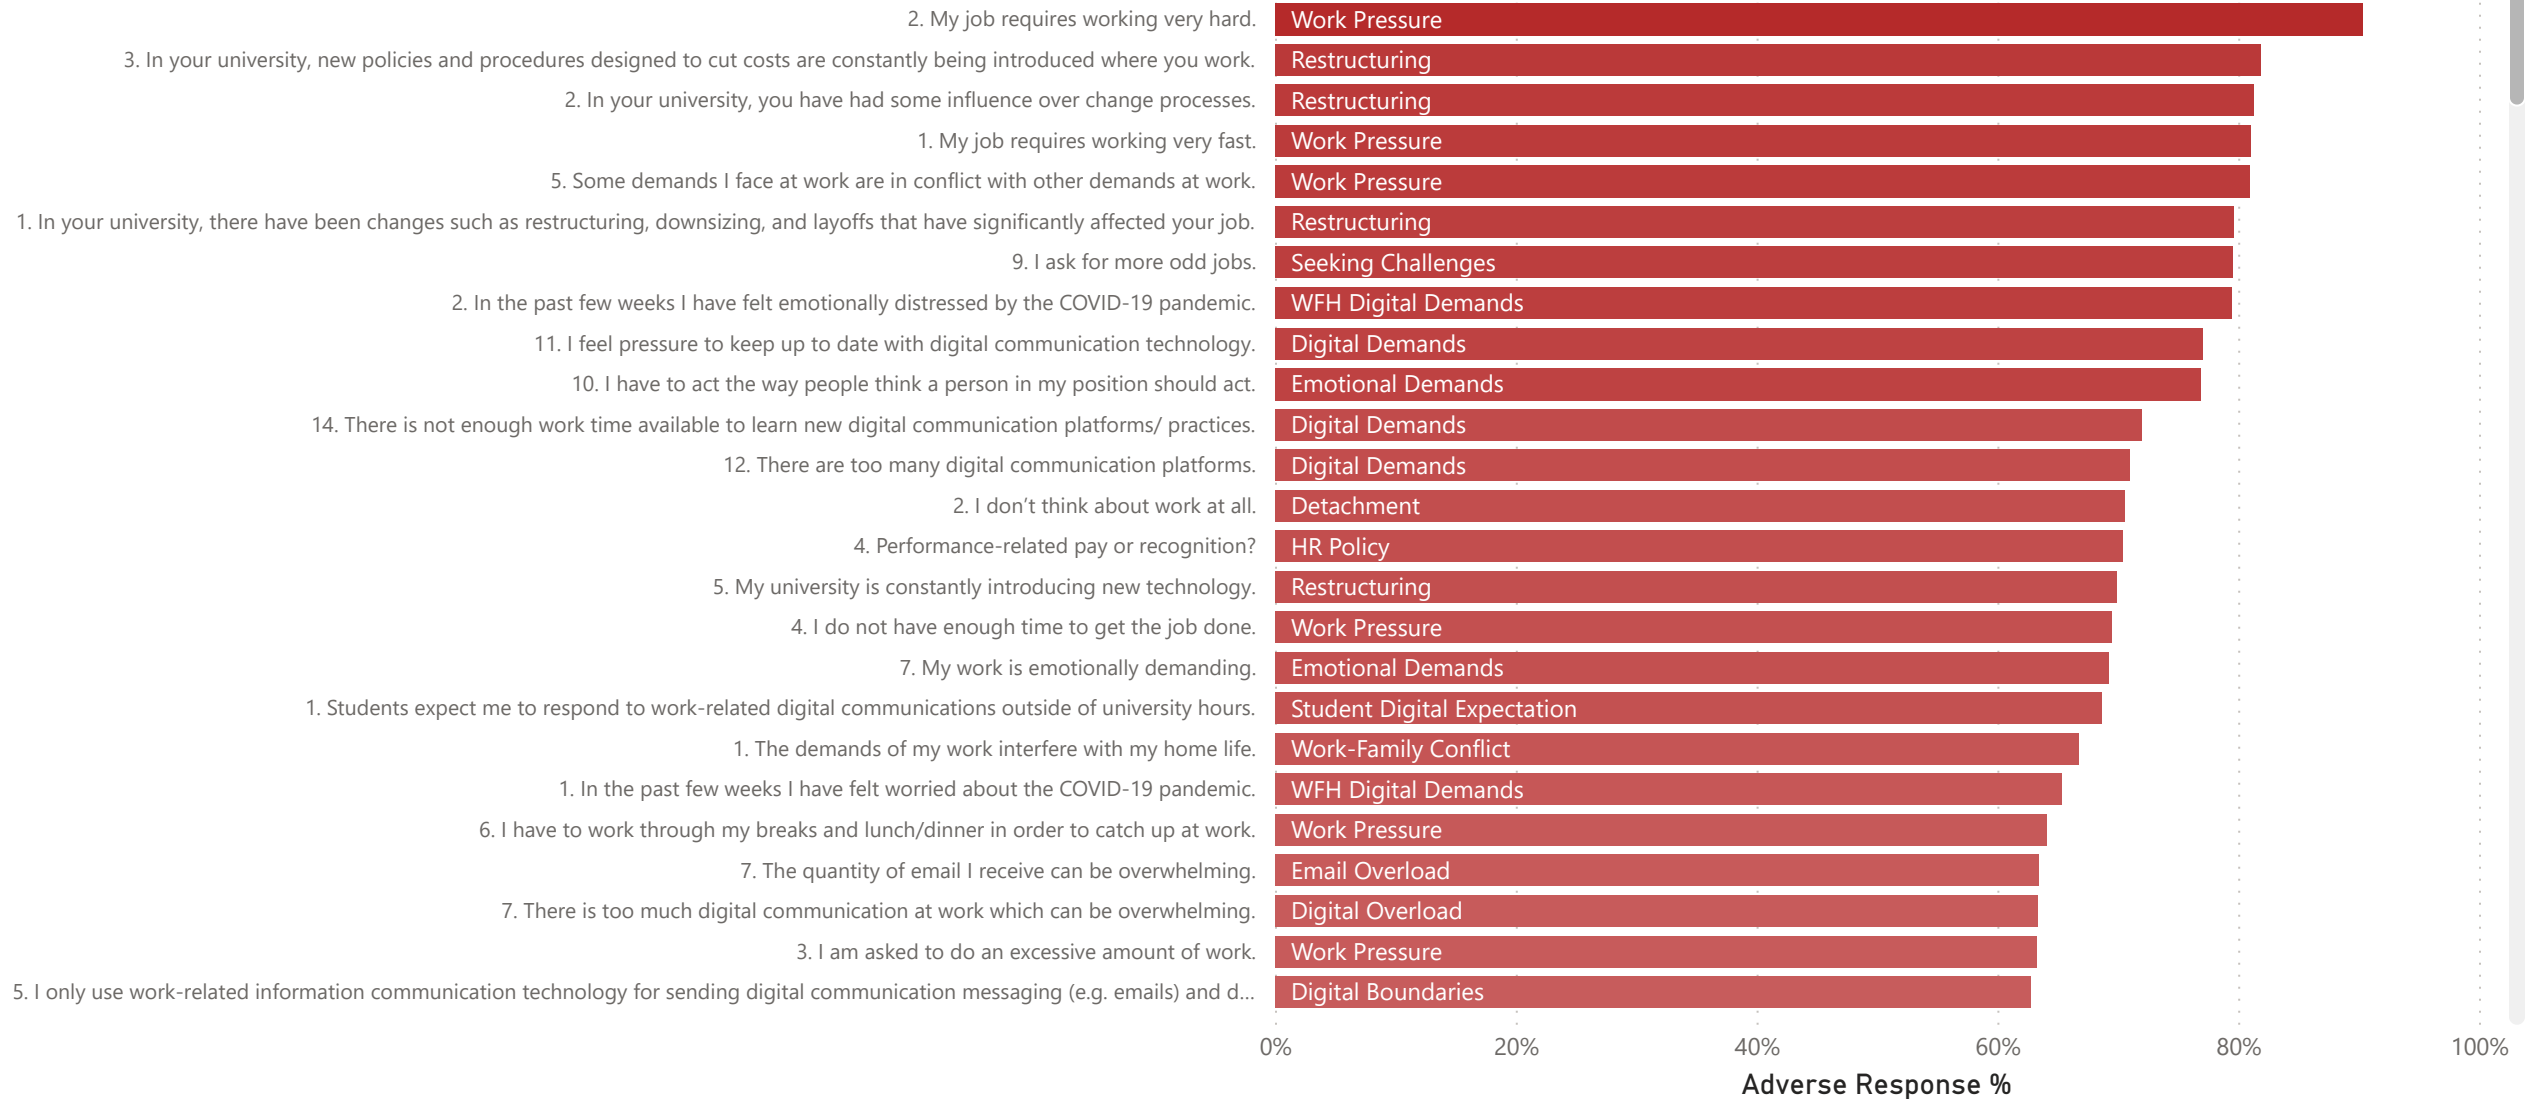 2. My job requires working very hard. Work Pressure
3. In your university, new policies and procedures designed to cut costs are constantly being introduced where you work. Restructuring
2. In your university, you have had some influence over change processes. Restructuring
1. My job requires working very fast. Work Pressure
5. Some demands I face at work are in conflict with other demands at work. Work Pressure
1. In your university, there have been changes such as restructuring, downsizing, and layoffs that have significantly affected your job. Restructuring
9. I ask for more odd jobs. Seeking Challenges
2. In the past few weeks I have felt emotionally distressed by the COVID-19 pandemic. WFH Digital Demands
11. I feel pressure to keep up to date with digital communication technology. Digital Demands
10. I have to act the way people think a person in my position should act. Emotional Demands
14. There is not enough work time available to learn new digital communication platforms/ practices. Digital Demands
12. There are too many digital communication platforms. Digital Demands
2. I don’t think about work at all. Detachment
4. Performance-related pay or recognition? HR Policy
5. My university is constantly introducing new technology. Restructuring
4. I do not have enough time to get the job done. Work Pressure
7. My work is emotionally demanding. Emotional Demands
1. Students expect me to respond to work-related digital communications outside of university hours. Student Digital Expectation
1. The demands of my work interfere with my home life. Work-Family Conflict
1. In the past few weeks I have felt worried about the COVID-19 pandemic. WFH Digital Demands
6. I have to work through my breaks and lunch/dinner in order to catch up at work. Work Pressure
7. The quantity of email I receive can be overwhelming. Email Overload
7. There is too much digital communication at work which can be overwhelming. Digital Overload
3. I am asked to do an excessive amount of work. Work Pressure
5. I only use work-related information communication technology for sending digital communication messaging (e.g. emails) and d... Digital Boundaries
0% 20% 40% 60% 80% 100%
Adverse Response %